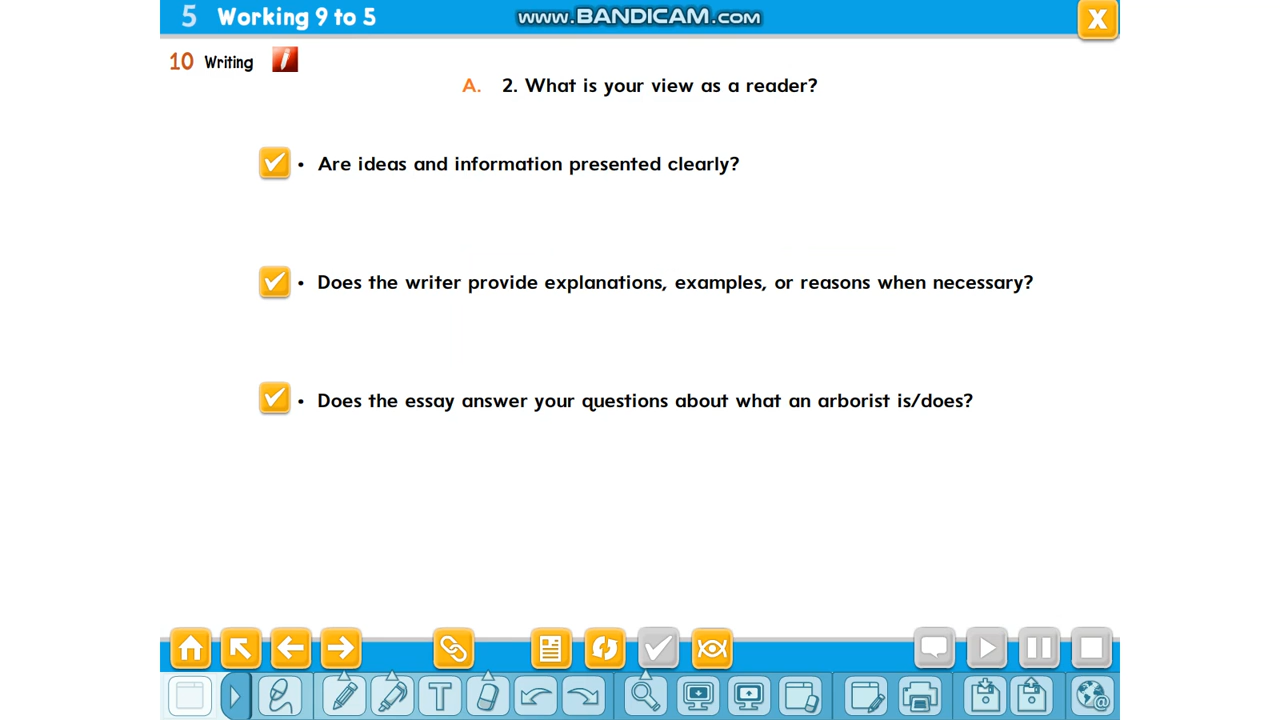 5 Working 9 to 5
www.BANDICAM.com
X
10 Writing
A. 2. What is your view as a reader?
• Are ideas and information presented clearly?
• Does the writer provide explanations, examples, or reasons when necessary?
• Does the essay answer your questions about what an arborist is/does?
T
@